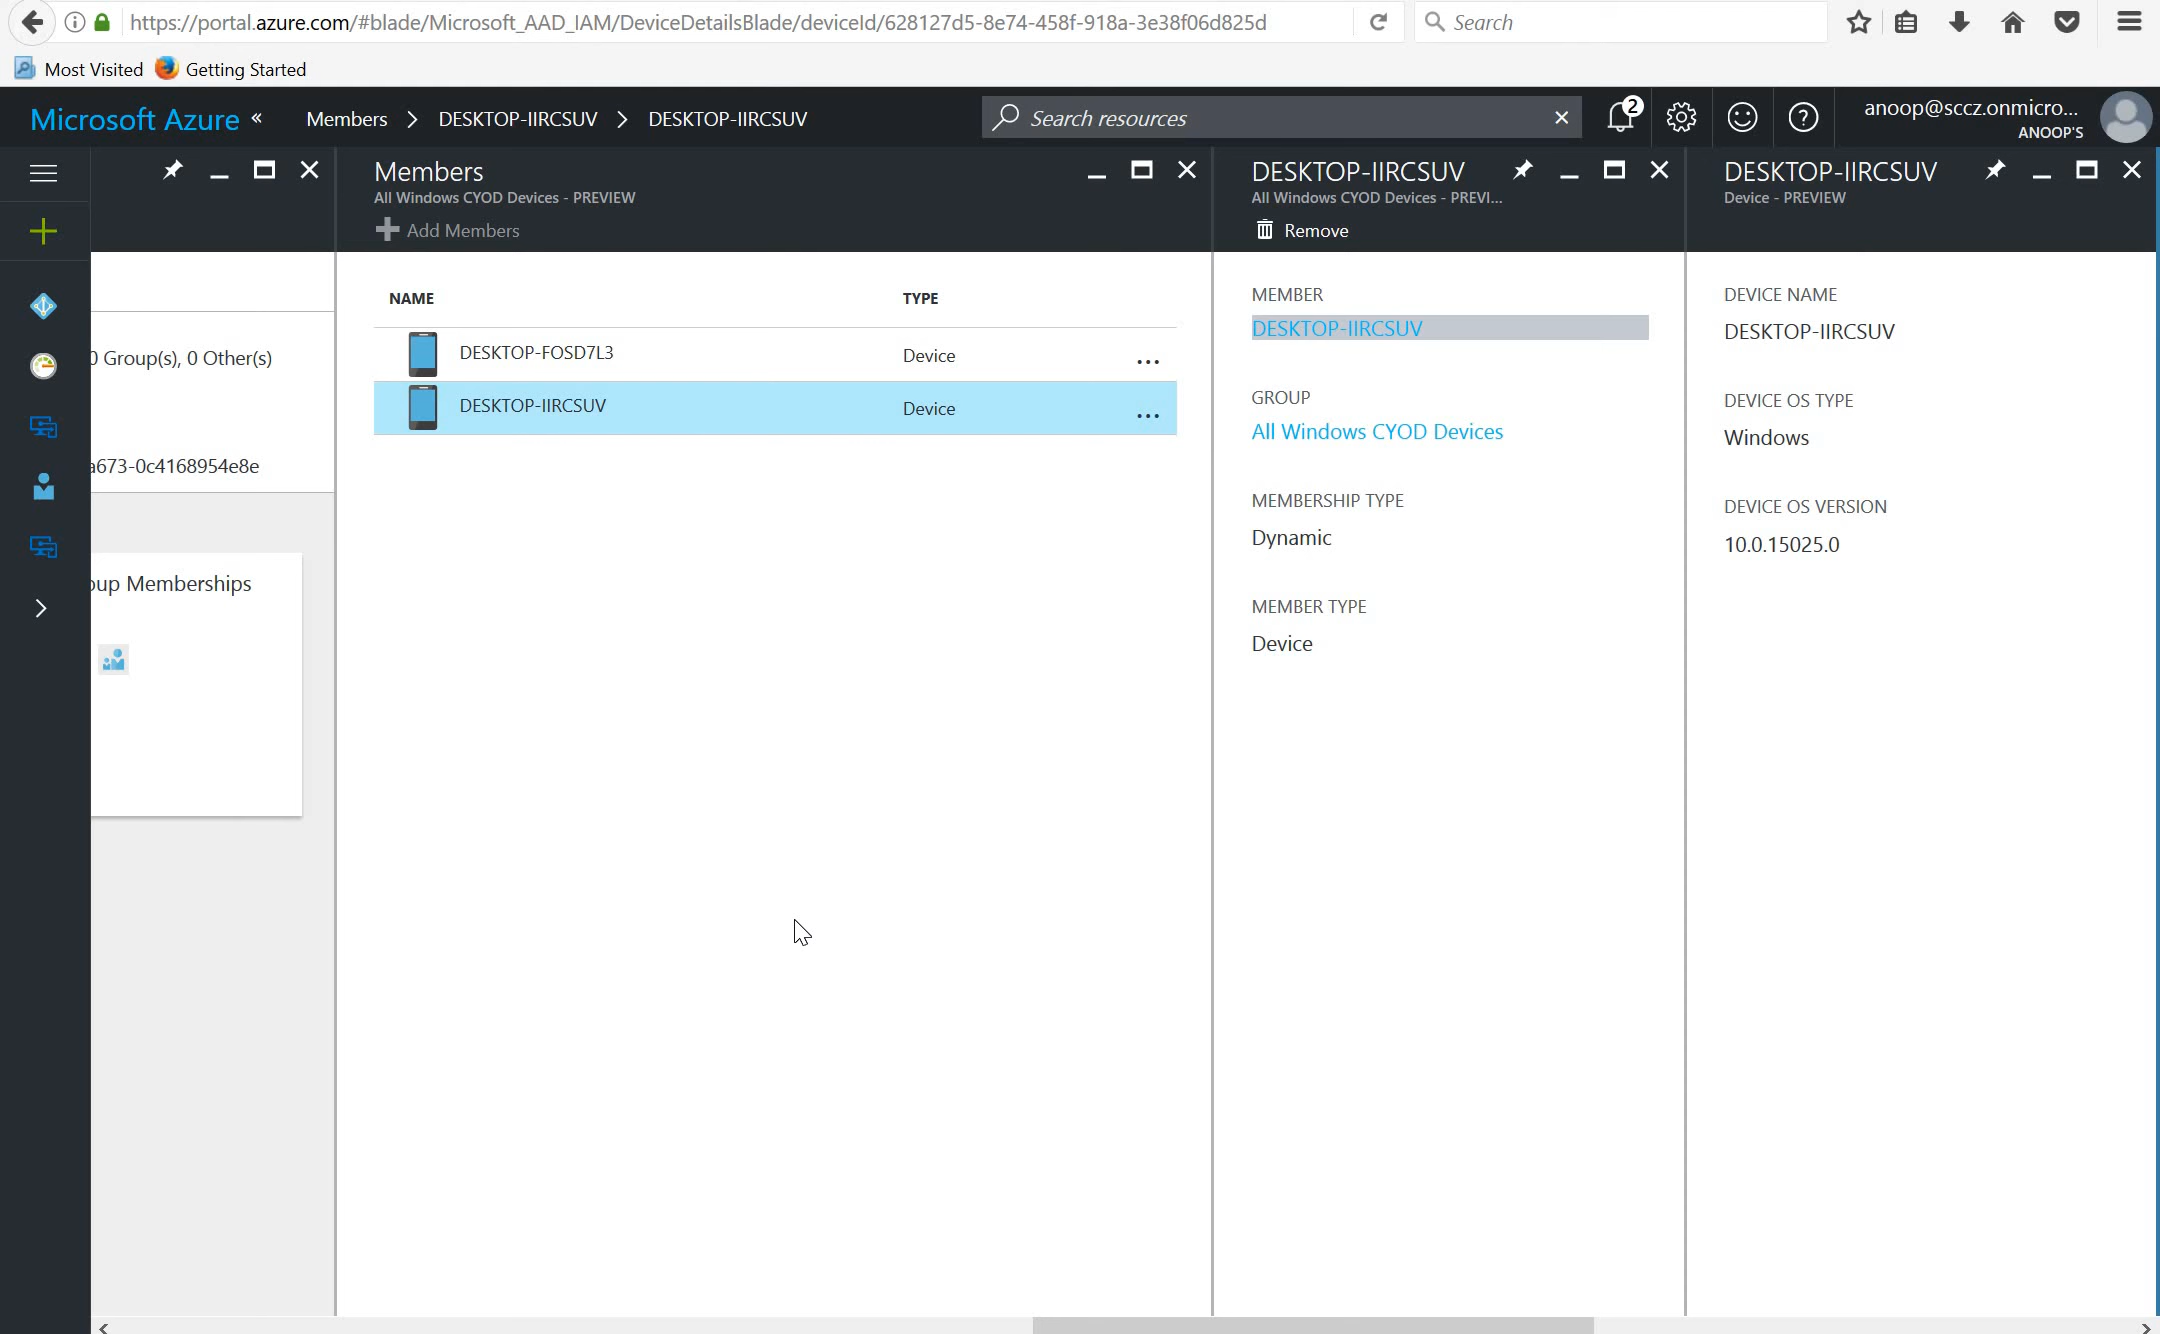 https://portal.azure.com/#blade/Microsoft_AAD_IAM/DeviceDetailsBlade/deviceId/628127d5-8e74-458f-918a-3e38f06d825d
Search
Most Visited
Getting Started
Microsoft Azure «
Members > DESKTOP-IIRCSUV > DESKTOP-IIRCSUV
Search resources
2
anoop@sccz.onmicro...
ANOOP'S
0 Group(s), 0 Other(s)
a673-0c4168954e8e
oup Memberships
Members
All Windows CYOD Devices - PREVIEW
Add Members
NAME TYPE
DESKTOP-FOSD7L3 Device ...
DESKTOP-IIRCSUV Device ...
DESKTOP-IIRCSUV
All Windows CYOD Devices - PREVI...
Remove
MEMBER
DESKTOP-IIRCSUV
GROUP
All Windows CYOD Devices
MEMBERSHIP TYPE
Dynamic
MEMBER TYPE
Device
DESKTOP-IIRCSUV
Device - PREVIEW
DEVICE NAME
DESKTOP-IIRCSUV
DEVICE OS TYPE
Windows
DEVICE OS VERSION
10.0.15025.0